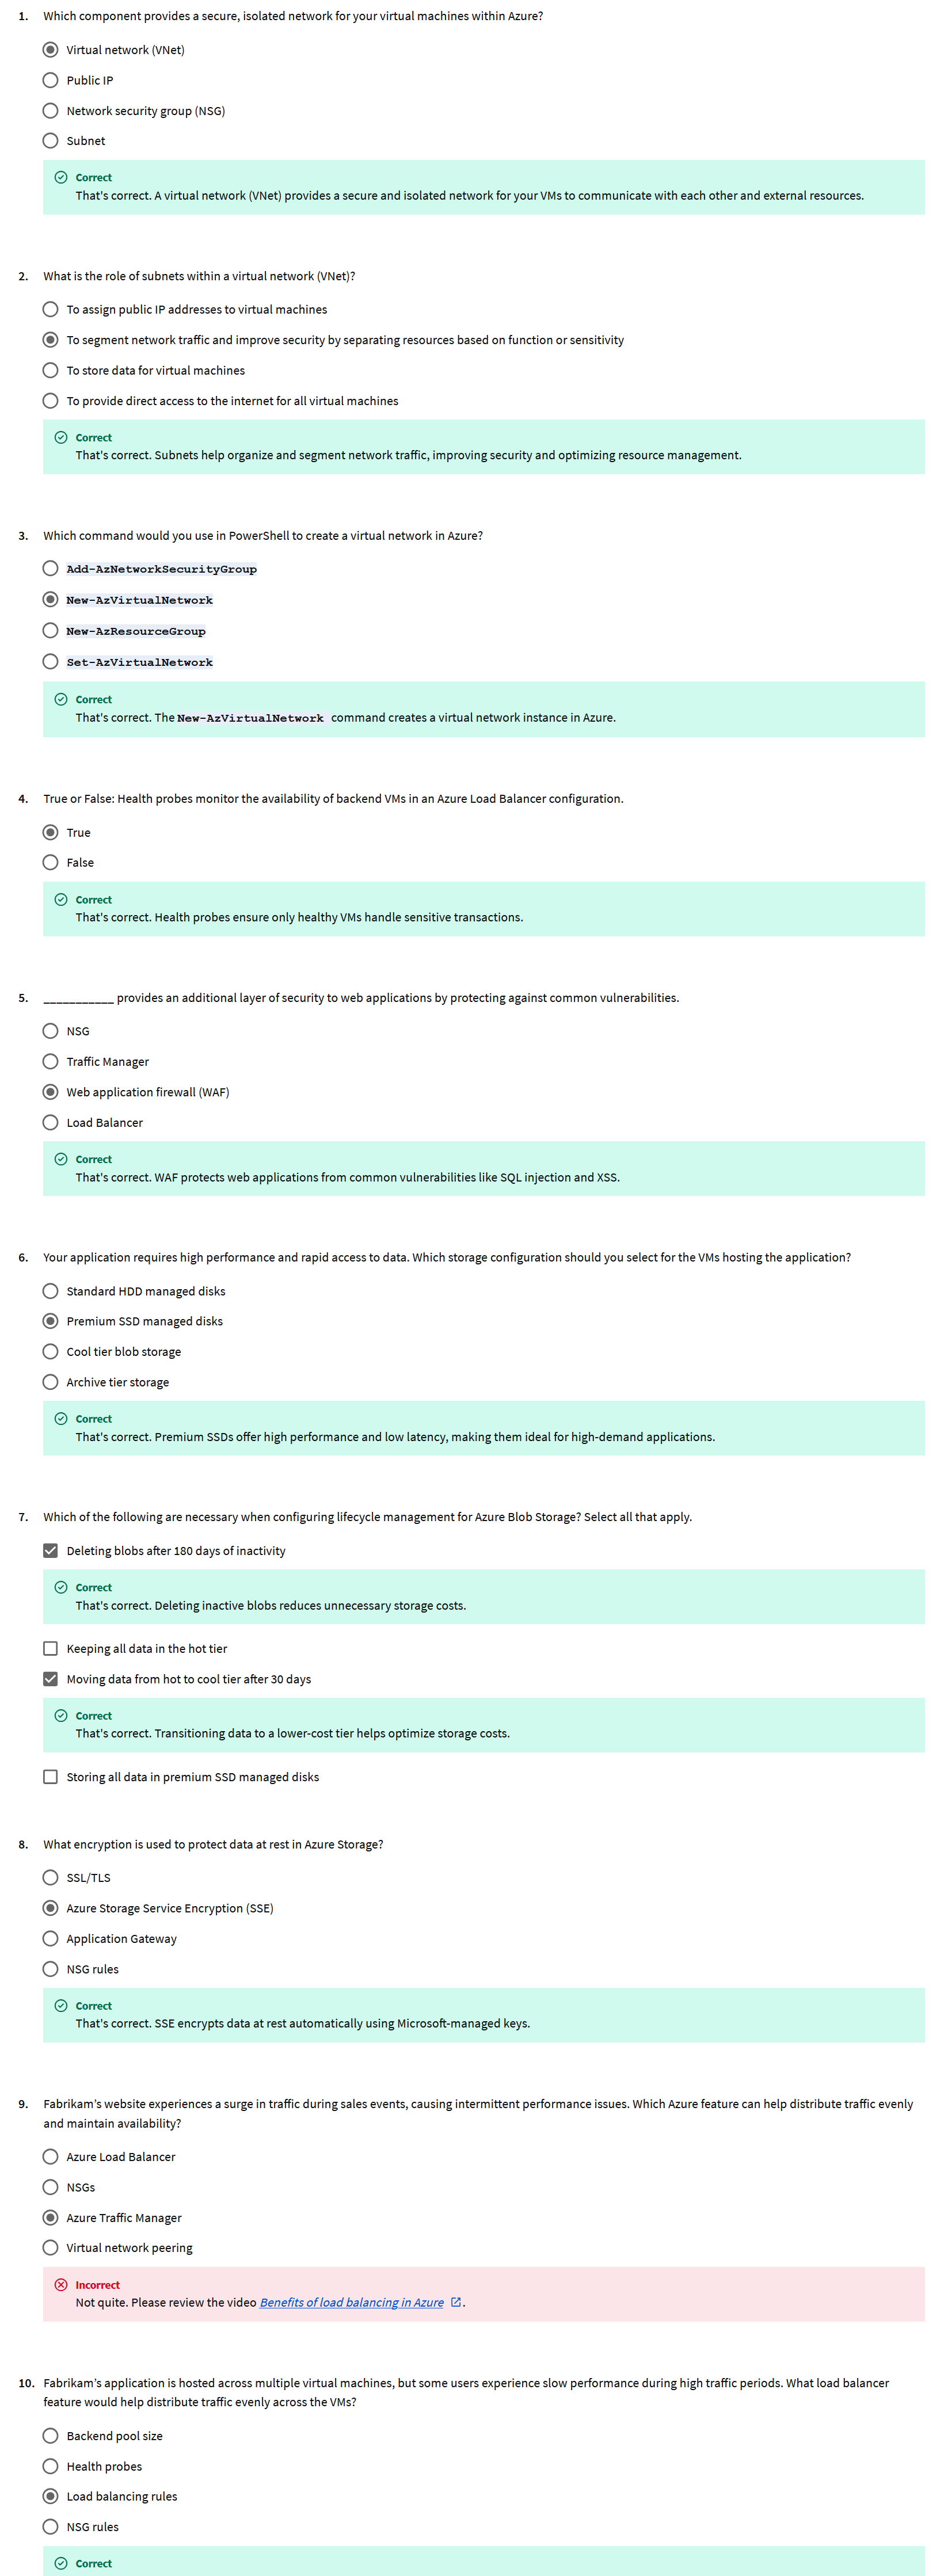 1. Which component provides a secure, isolated network for your virtual machines within Azure?
Virtual network (VNet)
Public IP
Network security group (NSG)
Subnet
Correct
That's correct. A virtual network (VNet) provides a secure and isolated network for your VMs to communicate with each other and external resources.
2. What is the role of subnets within a virtual network (VNet)?
To assign public IP addresses to virtual machines
To segment network traffic and improve security by separating resources based on function or sensitivity
To store data for virtual machines
To provide direct access to the internet for all virtual machines
Correct
That's correct. Subnets help organize and segment network traffic, improving security and optimizing resource management.
3. Which command would you use in PowerShell to create a virtual network in Azure?
Add-AzNetworkSecurityGroup
New-AzVirtualNetwork
New-AzResourceGroup
Set-AzVirtualNetwork
Correct
That's correct. The New-AzVirtualNetwork command creates a virtual network instance in Azure.
4. True or False: Health probes monitor the availability of backend VMs in an Azure Load Balancer configuration.
True
False
Correct
That's correct. Health probes ensure only healthy VMs handle sensitive transactions.
5. ___________ provides an additional layer of security to web applications by protecting against common vulnerabilities.
NSG
Traffic Manager
Web application firewall (WAF)
Load Balancer
Correct
That's correct. WAF protects web applications from common vulnerabilities like SQL injection and XSS.
6. Your application requires high performance and rapid access to data. Which storage configuration should you select for the VMs hosting the application?
Standard HDD managed disks
Premium SSD managed disks
Cool tier blob storage
Archive tier storage
Correct
That's correct. Premium SSDs offer high performance and low latency, making them ideal for high-demand applications.
7. Which of the following are necessary when configuring lifecycle management for Azure Blob Storage? Select all that apply.
Deleting blobs after 180 days of inactivity
Correct
That's correct. Deleting inactive blobs reduces unnecessary storage costs.
Keeping all data in the hot tier
Moving data from hot to cool tier after 30 days
Correct
That's correct. Transitioning data to a lower-cost tier helps optimize storage costs.
Storing all data in premium SSD managed disks
8. What encryption is used to protect data at rest in Azure Storage?
SSL/TLS
Azure Storage Service Encryption (SSE)
Application Gateway
NSG rules
Correct
That's correct. SSE encrypts data at rest automatically using Microsoft-managed keys.
9. Fabrikam's website experiences a surge in traffic during sales events, causing intermittent performance issues. Which Azure feature can help distribute traffic evenly
and maintain availability?
Azure Load Balancer
NSGs
Azure Traffic Manager
Virtual network peering
Incorrect
Not quite. Please review the video Benefits of load balancing in Azure .
10. Fabrikam's application is hosted across multiple virtual machines, but some users experience slow performance during high traffic periods. What load balancer
feature would help distribute traffic evenly across the VMs?
Backend pool size
Health probes
Load balancing rules
NSG rules
Correct